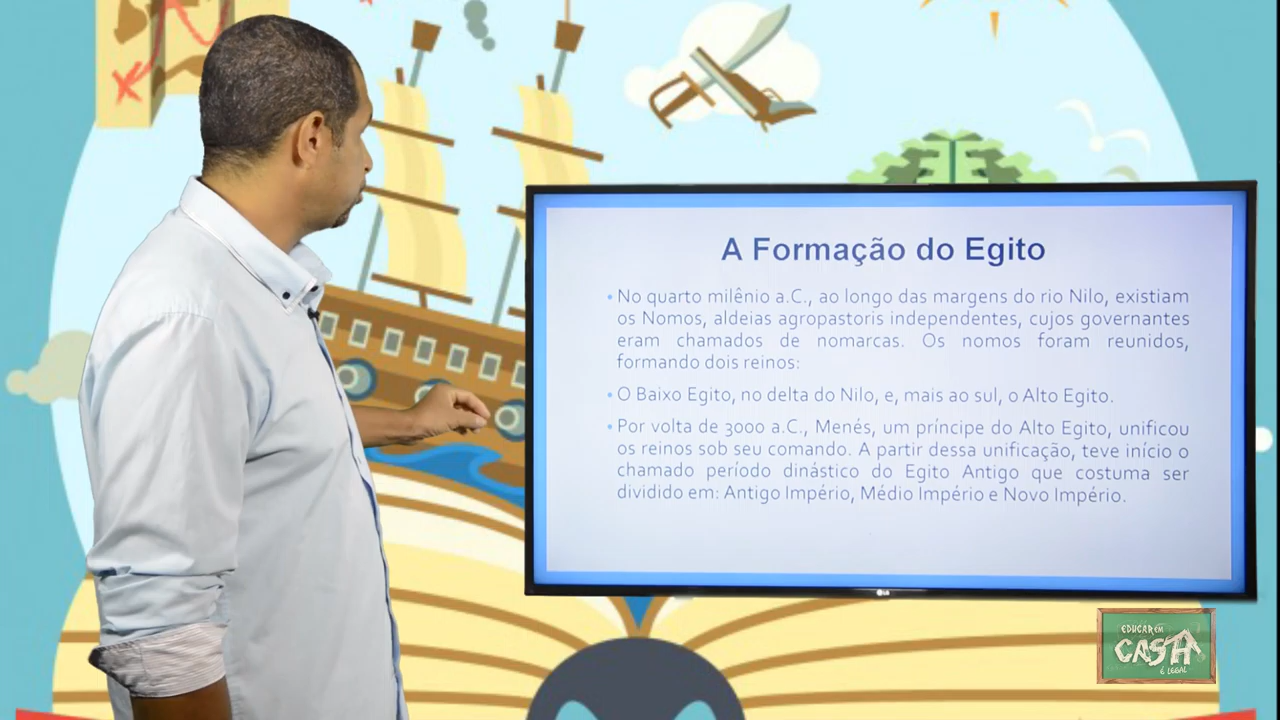 A Formação do Egito
• No quarto milênio a.C., ao longo das margens do rio Nilo, existiam
os Nomos, aldeias agropastoris independentes, cujos governantes
eram chamados de nomarcas. Os nomos foram reunidos,
formando dois reinos:
• O Baixo Egito, no delta do Nilo, e, mais ao sul, o Alto Egito.
• Por volta de 3000 a.C., Menés, um príncipe do Alto Egito, unificou
os reinos sob seu comando. A partir dessa unificação, teve início o
chamado período dinástico do Egito Antigo que costuma ser
dividido em: Antigo Império, Médio Império e Novo Império.
LG
EDUCAR EM
CASA
É LEGAL